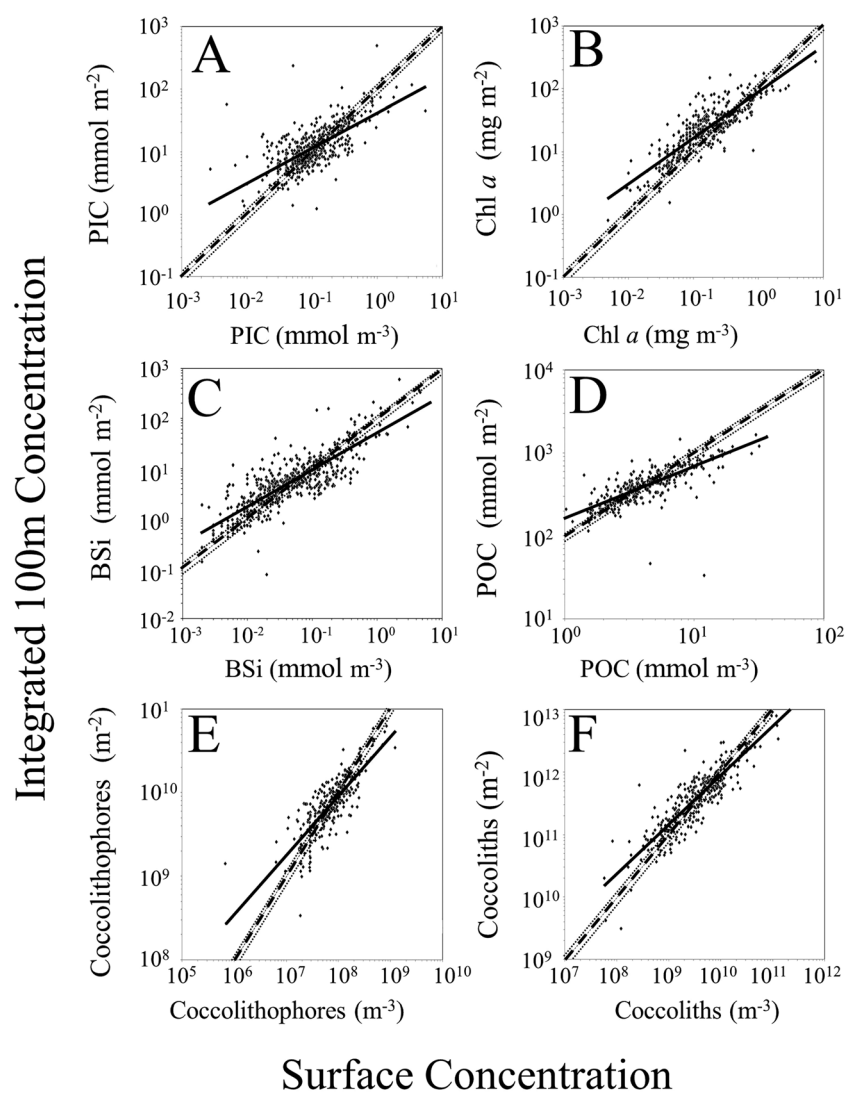 Integrated 100m Concentration
A
PIC (mmol m-2)
10^3
10^2
10^1
10^0
10^-1
10^-3 10^-2 10^-1 10^0 10^1
PIC (mmol m^-3)
B
Chl a (mg m^-2)
10^3
10^2
10^1
10^0
10^-1
10^-3 10^-2 10^-1 10^0 10^1
Chl a (mg m^-3)
C
BSi (mmol m^-2)
10^3
10^2
10^1
10^0
10^-1
10^-2
10^-3 10^-2 10^-1 10^0 10^1
BSi (mmol m^-3)
D
POC (mmol m^-2)
10^4
10^3
10^2
10^1
10^0 10^1 10^2
POC (mmol m^-3)
E
Coccolithophores (m^-2)
10^1
10^10
10^9
10^8
10^5 10^6 10^7 10^8 10^9 10^10
Coccolithophores (m^-3)
F
Coccoliths (m^-2)
10^13
10^12
10^11
10^10
10^9
10^7 10^8 10^9 10^10 10^11 10^12
Coccoliths (m^-3)
Surface Concentration